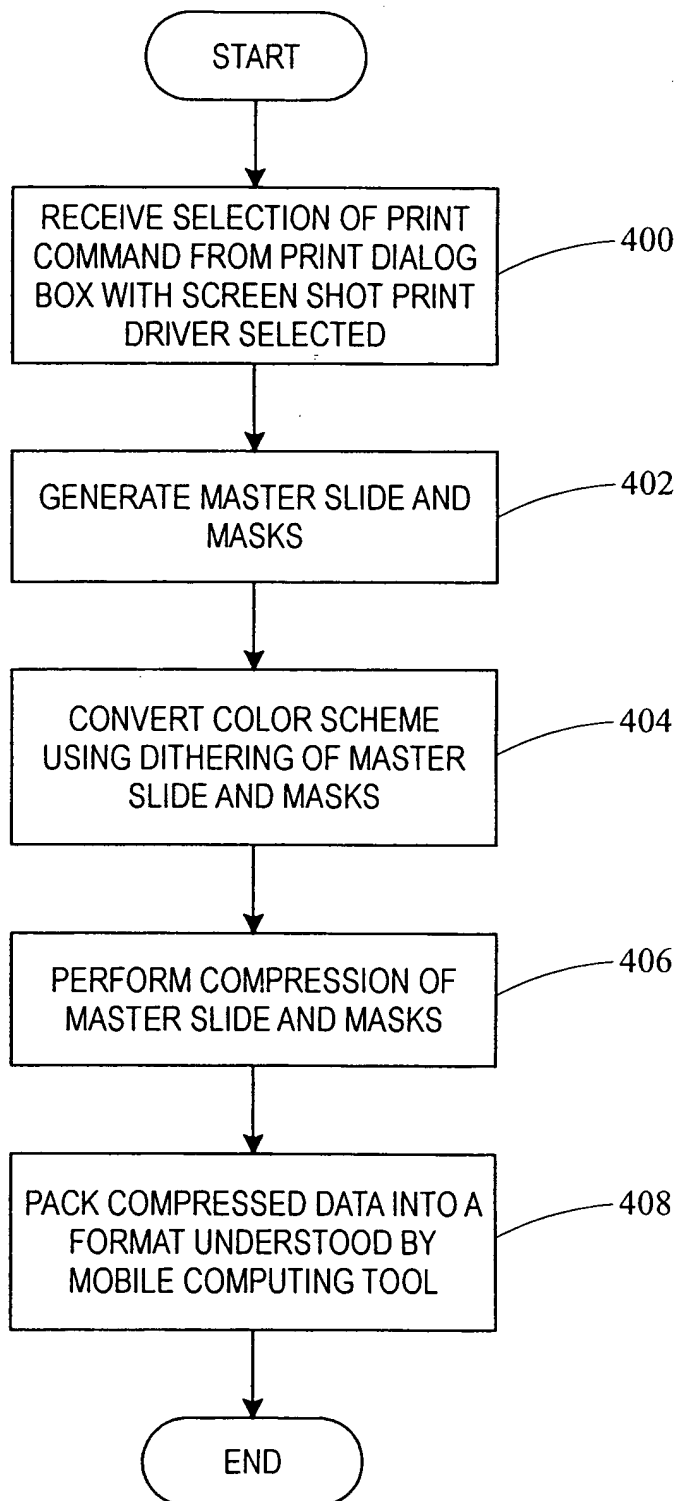 START
RECEIVE SELECTION OF PRINT
COMMAND FROM PRINT DIALOG
BOX WITH SCREEN SHOT PRINT
DRIVER SELECTED
400
GENERATE MASTER SLIDE AND
MASKS
402
CONVERT COLOR SCHEME
USING DITHERING OF MASTER
SLIDE AND MASKS
404
PERFORM COMPRESSION OF
MASTER SLIDE AND MASKS
406
PACK COMPRESSED DATA INTO A
FORMAT UNDERSTOOD BY
MOBILE COMPUTING TOOL
408
END